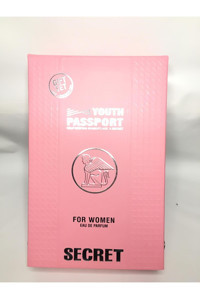 YOUTH
PASSPORT
FOR WOMEN
EAU DE PARFUM
SECRET